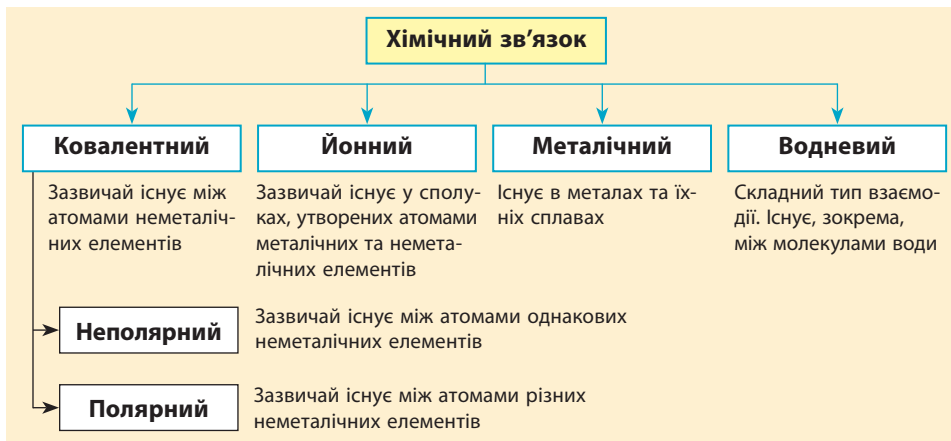 Хімічний зв’язок
Ковалентний
Зазвичай існує між
атомами неметаліч-
них елементів
Йонний
Зазвичай існує у сполу-
ках, утворених атомами
металічних та немета-
лічних елементів
Металічний
Існує в металах та їх-
ніх сплавах
Водневий
Складний тип взаємо-
дії. Існує, зокрема,
між молекулами води
Неполярний
Зазвичай існує між атомами однакових
неметалічних елементів
Полярний
Зазвичай існує між атомами різних
неметалічних елементів